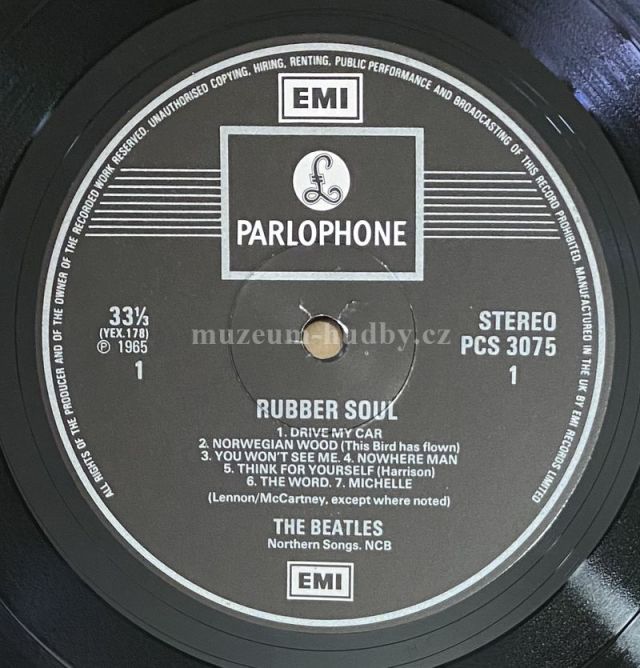 ALL RIGHTS OF THE PRODUCER AND OF THE OWNER OF THE RECORDED WORK RESERVED. UNAUTHORISED COPYING, HIRING, RENTING, PUBLIC PERFORMANCE AND BROADCASTING OF THIS RECORD PROHIBITED. MANUFACTURED IN THE UK BY EMI RECORDS LIMITED
EMI
£
PARLOPHONE
33⅓
(YEX.178)
℗ 1965
1
STEREO
PCS 3075
1
muzeum-hudby.cz
RUBBER SOUL
1. DRIVE MY CAR
2. NORWEGIAN WOOD (This Bird has flown)
3. YOU WON'T SEE ME. 4. NOWHERE MAN
5. THINK FOR YOURSELF (Harrison)
6. THE WORD. 7. MICHELLE
(Lennon/McCartney, except where noted)
THE BEATLES
Northern Songs. NCB
EMI